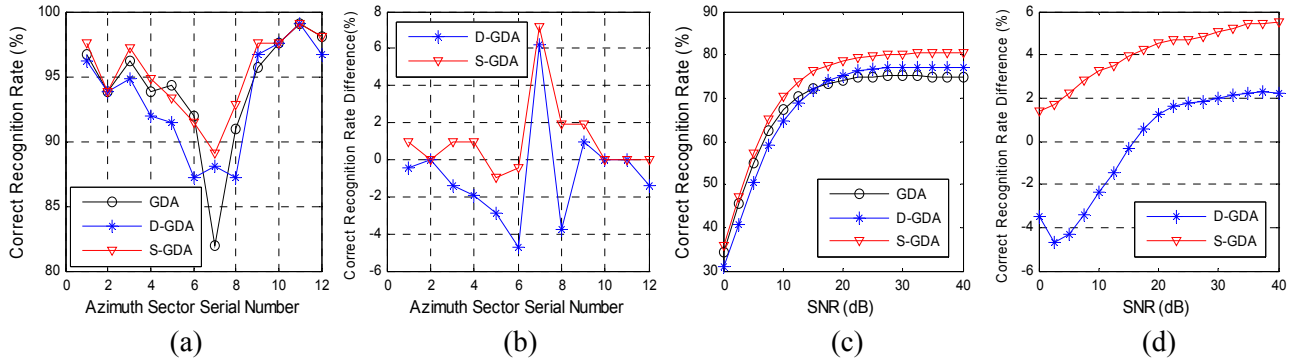 Correct Recognition Rate (%)
100
95
90
85
80
GDA
D-GDA
S-GDA
0 2 4 6 8 10 12
Azimuth Sector Serial Number
(a)
Correct Recognition Rate Difference(%)
8
6
4
2
0
-2
-4
-6
D-GDA
S-GDA
0 2 4 6 8 10 12
Azimuth Sector Serial Number
(b)
Correct Recognition Rate (%)
90
80
70
60
50
40
30
GDA
D-GDA
S-GDA
0 10 20 30 40
SNR (dB)
(c)
Correct Recognition Rate Difference (%)
6
4
2
0
-2
-4
-6
D-GDA
S-GDA
0 10 20 30 40
SNR (dB)
(d)